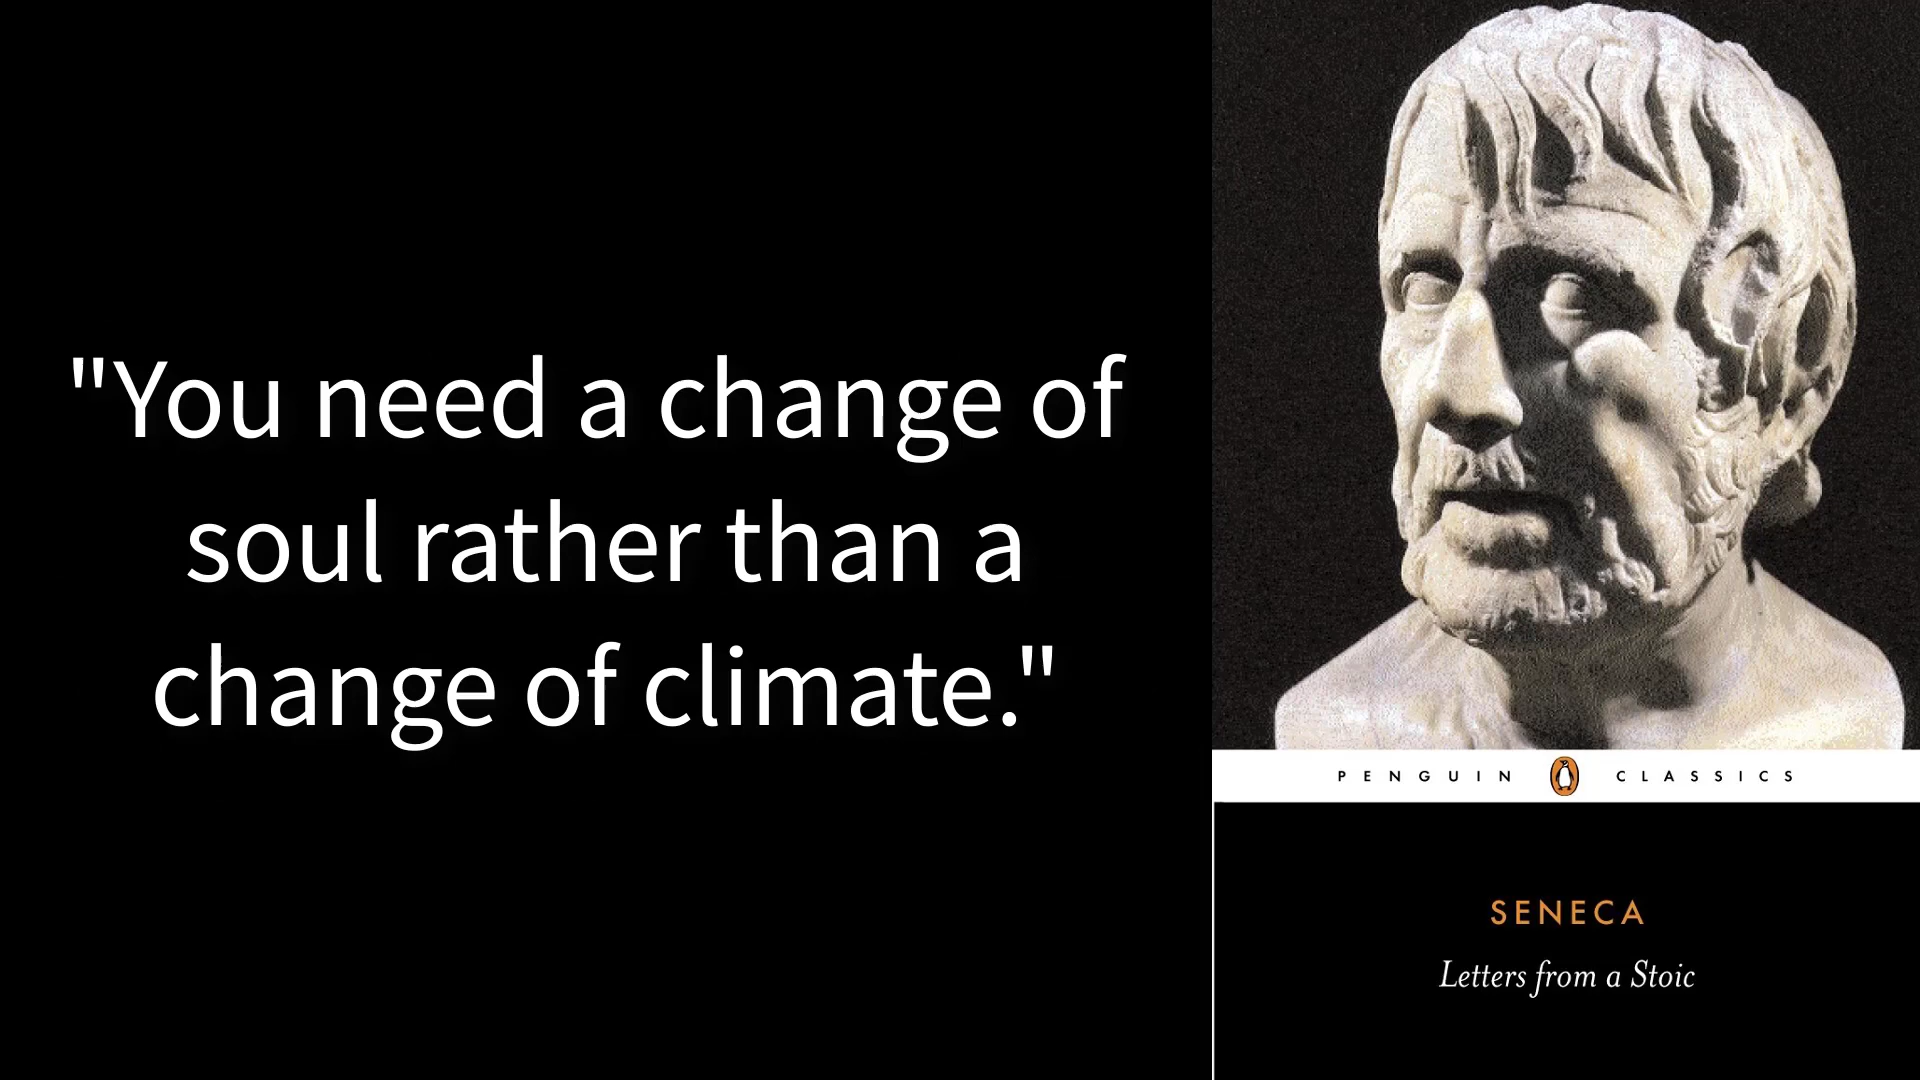 "You need a change of
soul rather than a
change of climate."
PENGUIN CLASSICS
SENECA
Letters from a Stoic